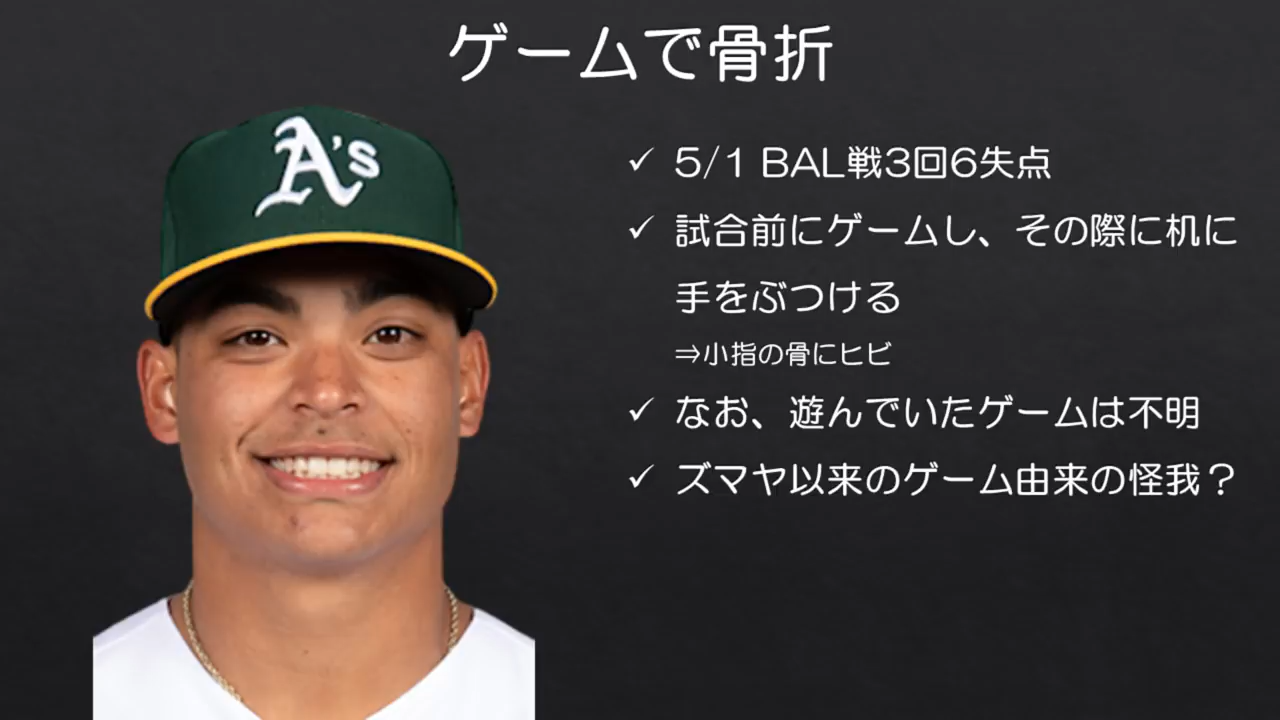 ゲームで骨折
A's
✓ 5/1 BAL戦3回6失点
✓ 試合前にゲームし、その際に机に
手をぶつける
⇒小指の骨にヒビ
✓ なお、遊んでいたゲームは不明
✓ ズマヤ以来のゲーム由来の怪我？